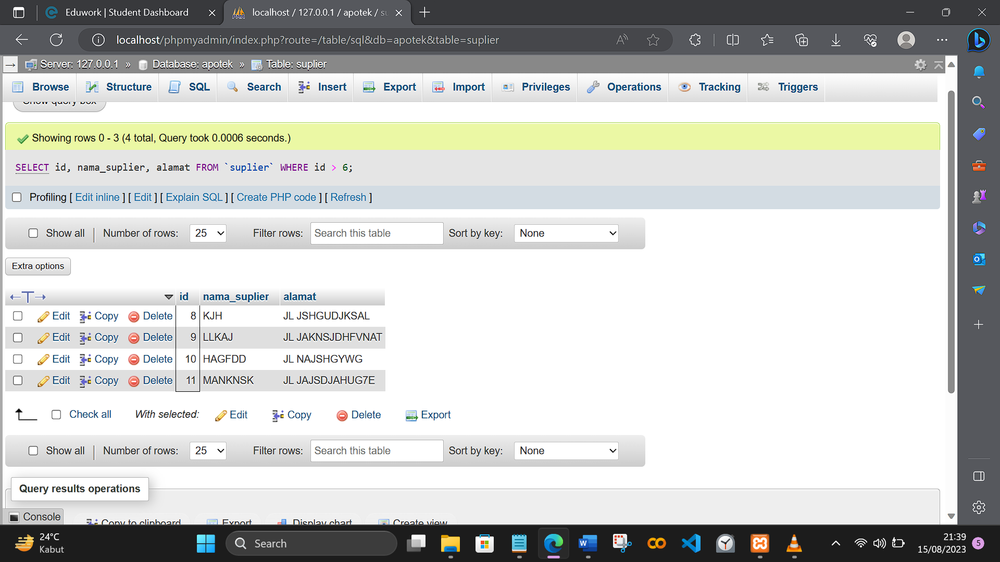 Eduwork | Student Dashboard
localhost / 127.0.0.1 / apotek / su
localhost/phpmyadmin/index.php?route=/table/sql&db=apotek&table=suplier
Server: 127.0.0.1 » Database: apotek » Table: suplier
Browse Structure SQL Search Insert Export Import Privileges Operations Tracking Triggers
Show query box
Showing rows 0 - 3 (4 total, Query took 0.0006 seconds.)
SELECT id, nama_suplier, alamat FROM `suplier` WHERE id > 6;
Profiling [ Edit inline ] [ Edit ] [ Explain SQL ] [ Create PHP code ] [ Refresh ]
Show all | Number of rows: 25 Filter rows: Search this table Sort by key: None
Extra options
←T→ id nama_suplier alamat
Edit Copy Delete 8 KJH JL JSHGUDJKSAL
Edit Copy Delete 9 LLKAJ JL JAKNSJDHFVNAT
Edit Copy Delete 10 HAGFDD JL NAJSHGYWG
Edit Copy Delete 11 MANKNSK JL JAJSDJAHUG7E
Check all With selected: Edit Copy Delete Export
Show all | Number of rows: 25 Filter rows: Search this table Sort by key: None
Query results operations
Console
Copy to clipboard Export Display chart Create view
24°C
Kabut
Search
21:39
15/08/2023
5